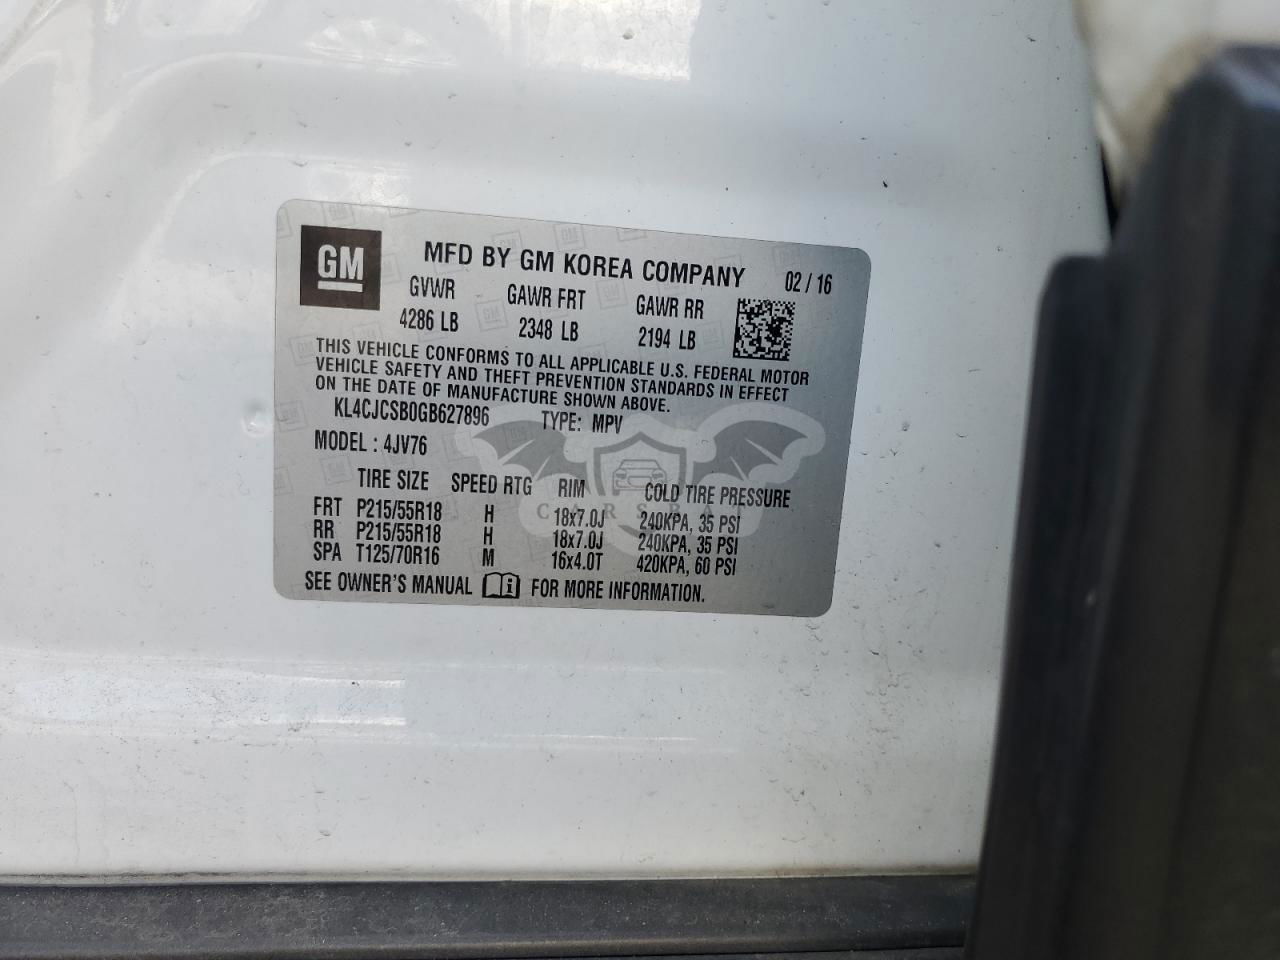 GM
MFD BY GM KOREA COMPANY 02 / 16
GVWR GAWR FRT GAWR RR
4286 LB 2348 LB 2194 LB
THIS VEHICLE CONFORMS TO ALL APPLICABLE U.S. FEDERAL MOTOR
VEHICLE SAFETY AND THEFT PREVENTION STANDARDS IN EFFECT
ON THE DATE OF MANUFACTURE SHOWN ABOVE.
KL4CJCSB0GB627896 TYPE: MPV
MODEL : 4JV76
TIRE SIZE SPEED RTG RIM COLD TIRE PRESSURE
FRT P215/55R18 H 18x7.0J 240KPA, 35 PSI
RR P215/55R18 H 18x7.0J 240KPA, 35 PSI
SPA T125/70R16 M 16x4.0T 420KPA, 60 PSI
SEE OWNER'S MANUAL i FOR MORE INFORMATION.
CARSBAT